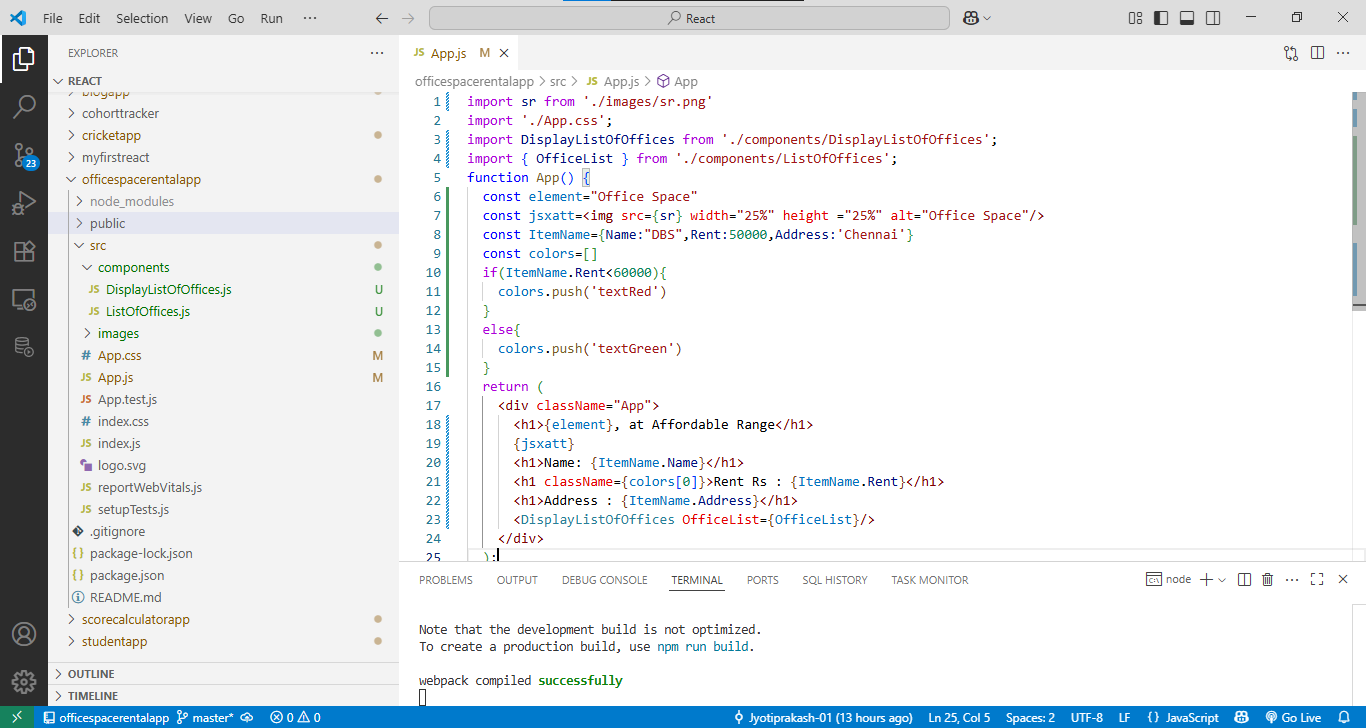 File Edit Selection View Go Run ··· React
EXPLORER ···
REACT
blogapp
cohorttracker
cricketapp
myfirstreact
officespacerentalapp
node_modules
public
src
components
JS DisplayListOfOffices.js U
JS ListOfOffices.js U
images
# App.css M
JS App.js M
JS App.test.js
# index.css
JS index.js
logo.svg
JS reportWebVitals.js
JS setupTests.js
.gitignore
{} package-lock.json
{} package.json
README.md
scorecalculatorapp
studentapp
OUTLINE
TIMELINE
23
JS App.js M
officespacerentalapp > src > JS App.js > App
1 import sr from './images/sr.png'
2 import './App.css';
3 import DisplayListOfOffices from './components/DisplayListOfOffices';
4 import { OfficeList } from './components/ListOfOffices';
5 function App() {
6 const element="Office Space"
7 const jsxatt=<img src={sr} width="25%" height ="25%" alt="Office Space"/>
8 const ItemName={Name:"DBS",Rent:50000,Address:'Chennai'}
9 const colors=[]
10 if(ItemName.Rent<60000){
11 colors.push('textRed')
12 }
13 else{
14 colors.push('textGreen')
15 }
16 return (
17 <div className="App">
18 <h1>{element}, at Affordable Range</h1>
19 {jsxatt}
20 <h1>Name: {ItemName.Name}</h1>
21 <h1 className={colors[0]}>Rent Rs : {ItemName.Rent}</h1>
22 <h1>Address : {ItemName.Address}</h1>
23 <DisplayListOfOffices OfficeList={OfficeList}/>
24 </div>
25 );
PROBLEMS OUTPUT DEBUG CONSOLE TERMINAL PORTS SQL HISTORY TASK MONITOR node
Note that the development build is not optimized.
To create a production build, use npm run build.
webpack compiled successfully
officespacerentalapp master* 0 0 Jyotiprakash-01 (13 hours ago) Ln 25, Col 5 Spaces: 2 UTF-8 LF {} JavaScript Go Live